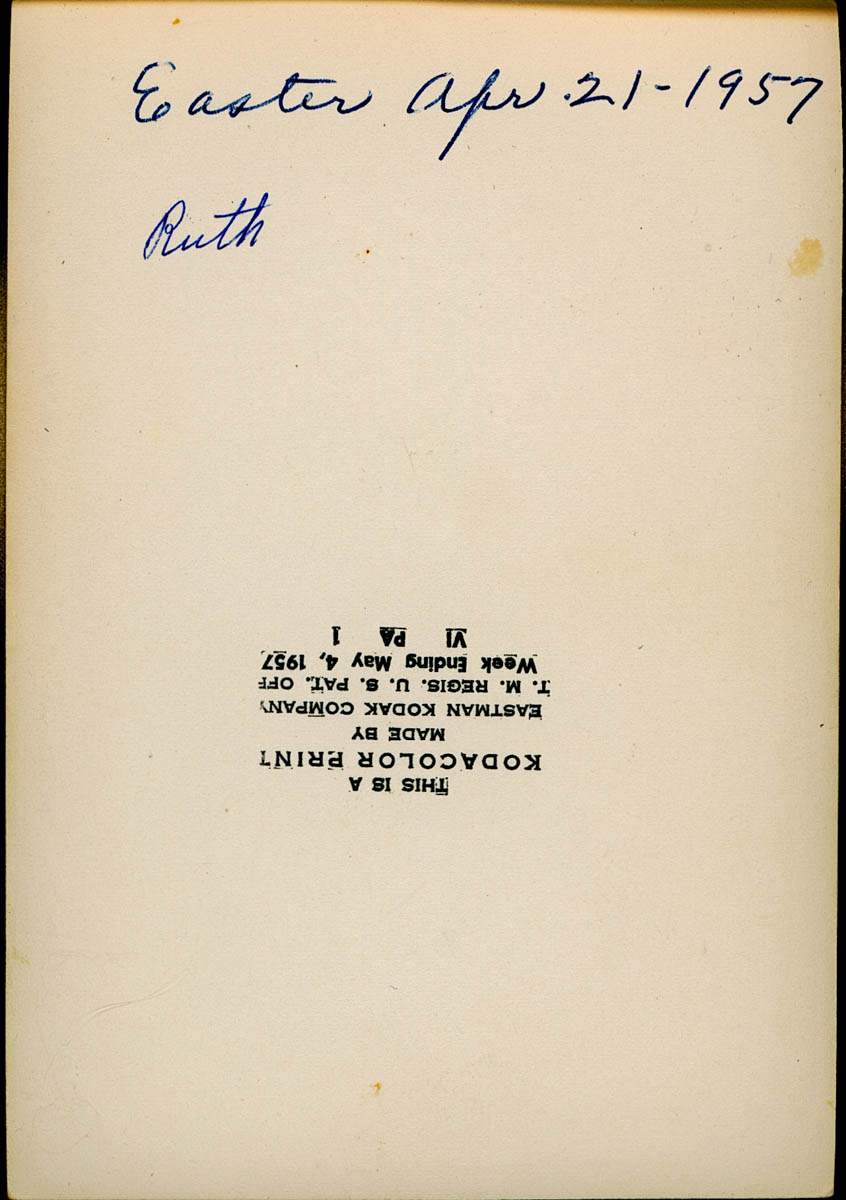 Easter Apr. 21-1957
Ruth
THIS IS A
KODACOLOR PRINT
MADE BY
EASTMAN KODAK COMPANY
T. M. REGIS. U. S. PAT. OFF.
Week Ending May 4, 1957
VI PA 1